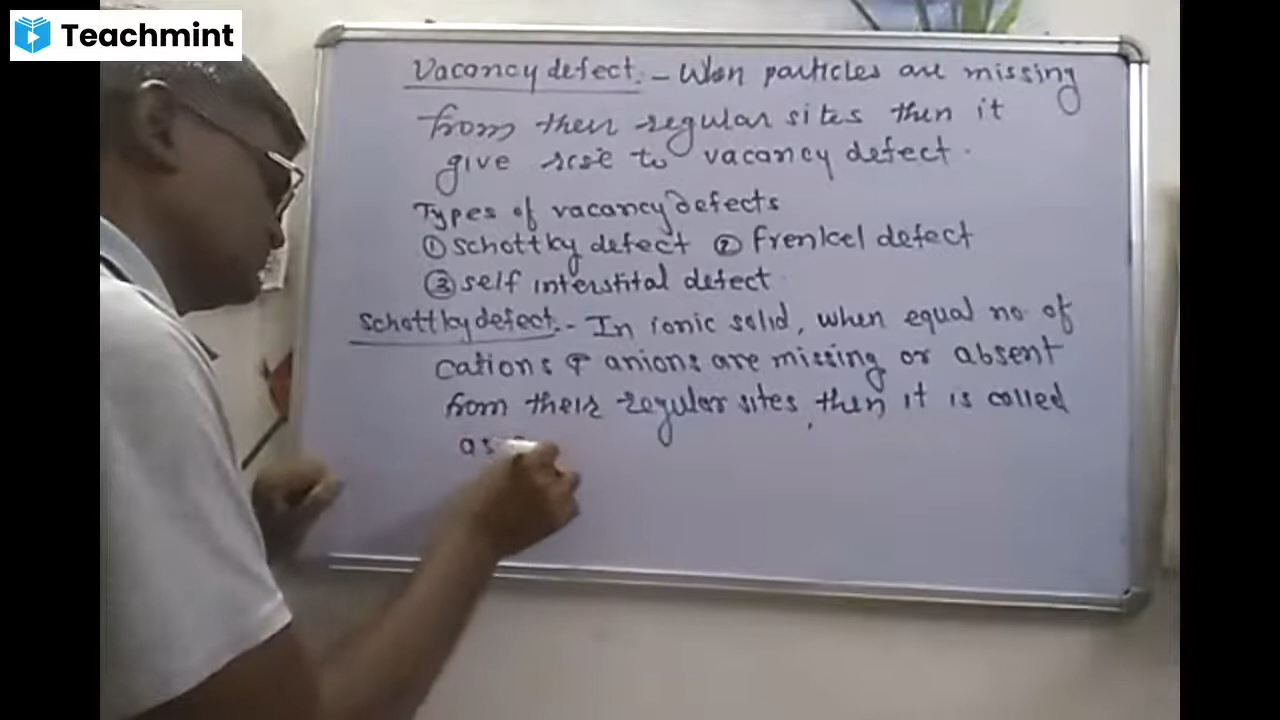 Teachmint
Vacancy defect :- When particles are missing
from their regular sites then it
give rise to vacancy defect.
Types of vacancy defects
① Schottky defect ② Frenkel defect
③ self interstital defect
Schottky defect :- In ionic solid, when equal no. of
cations & anions are missing or absent
from their regular sites, then it is called
as